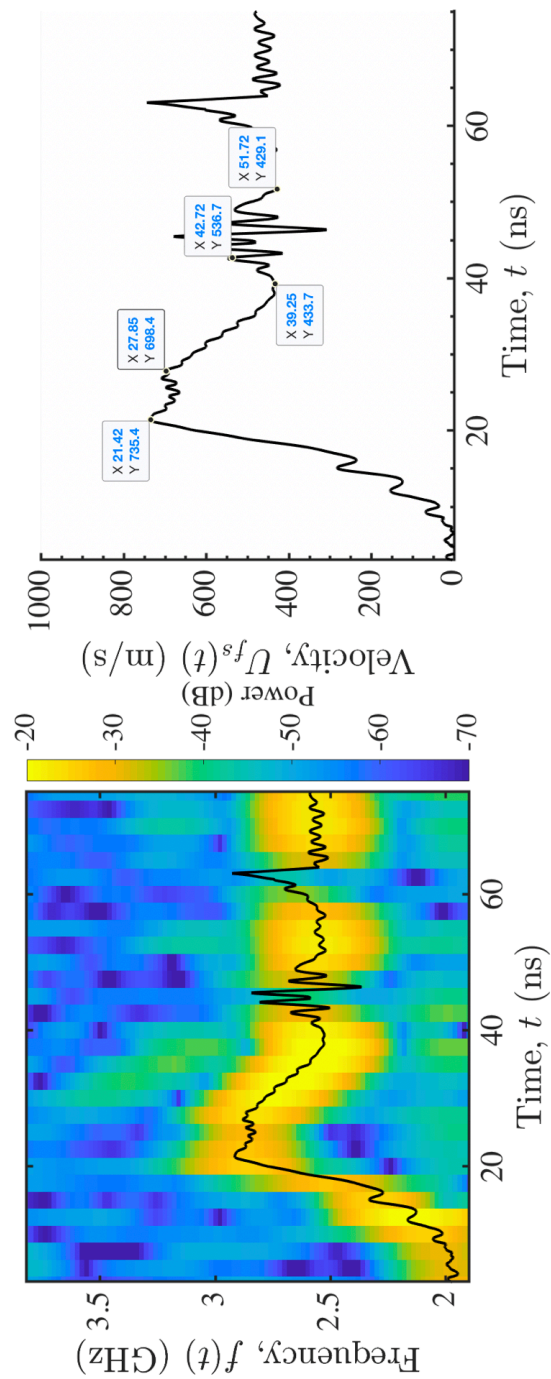 Frequency, f(t) (GHz)
3.5
3
2.5
2
20
40
60
Time, t (ns)
Power (dB)
-20
-30
-40
-50
-60
-70
Velocity, U_fs(t) (m/s)
1000
800
600
400
200
0
20
40
60
Time, t (ns)
X 21.42
Y 735.4
X 27.85
Y 698.4
X 39.25
Y 433.7
X 42.72
Y 536.7
X 51.72
Y 429.1